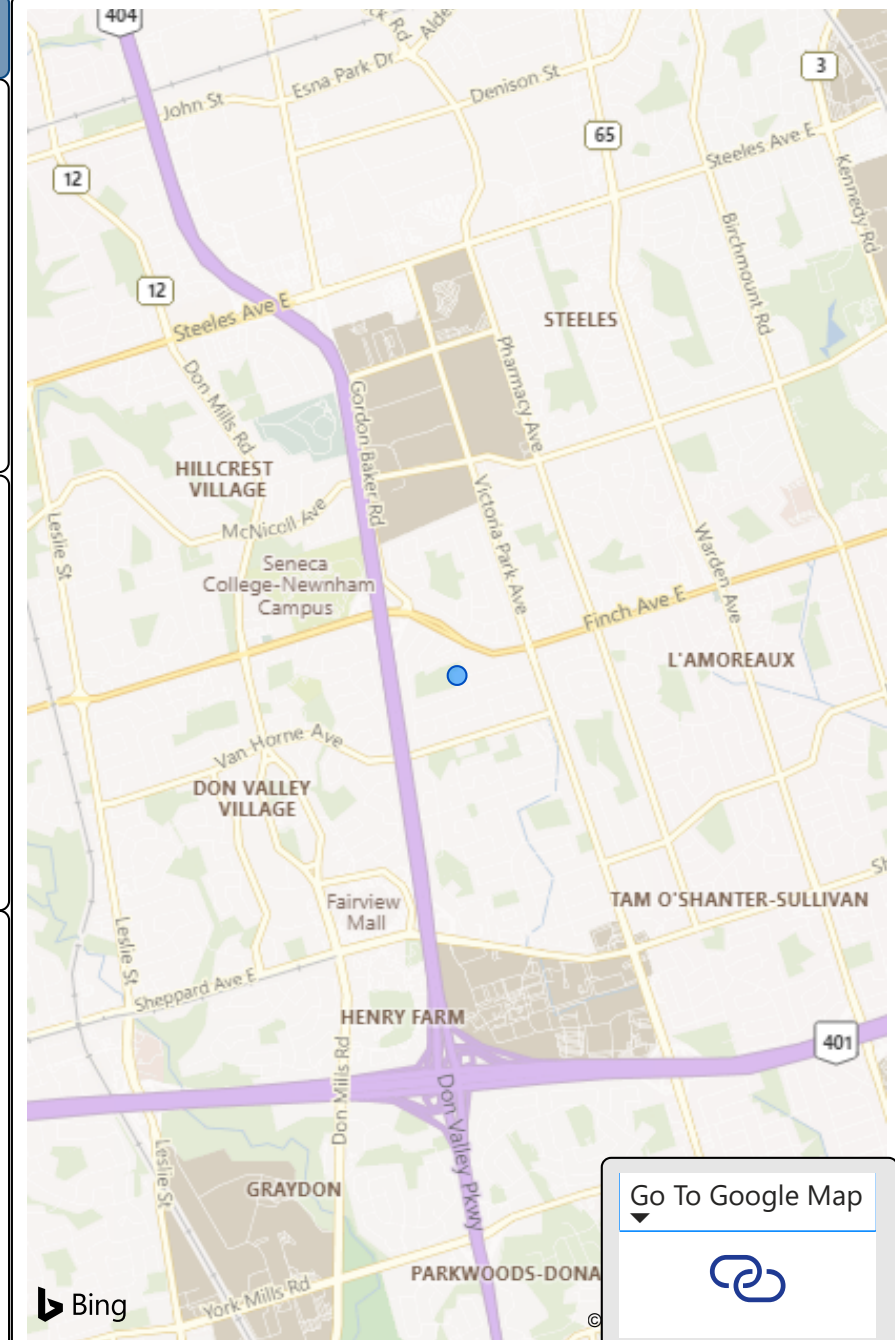 404
ck Rd
Alde
Esna Park Dr
John St
Denison St
3
65
Steeles Ave E
12
Kennedy Rd
Birchmount Rd
12
Steeles Ave E
STEELES
Don Mills Rd
Gordon Baker Rd
Pharmacy Ave
HILLCREST
VILLAGE
McNicoll Ave
Leslie St
Victoria Park Ave
Warden Ave
Seneca
College-Newnham
Campus
Finch Ave E
L'AMOREAUX
Van Horne Ave
DON VALLEY
VILLAGE
Sh
Fairview
Mall
TAM O'SHANTER-SULLIVAN
Leslie St
Sheppard Ave E
HENRY FARM
401
Don Mills Rd
Don Valley Pkwy
Leslie St
GRAYDON
Go To Google Map
PARKWOODS-DONA
York Mills Rd
Bing
©